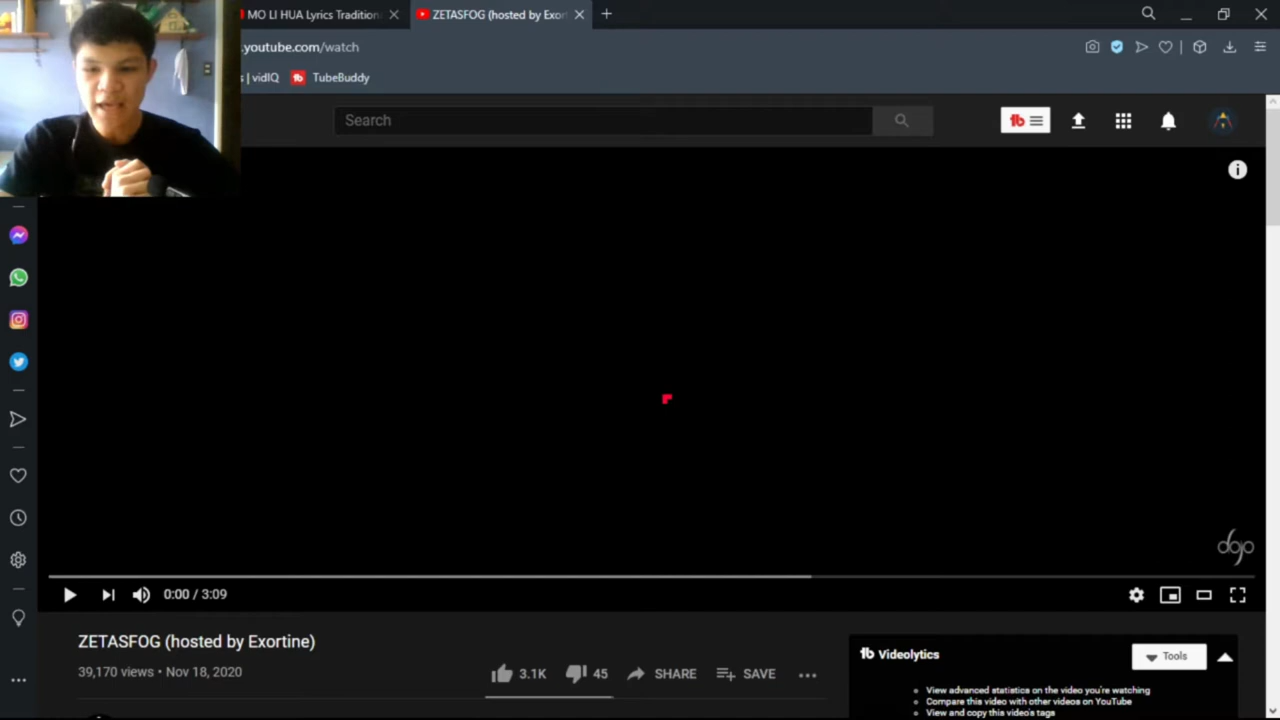 MO LI HUA Lyrics Tradition
ZETASFOG (hosted by Exor
.youtube.com/watch
s | vidIQ
TubeBuddy
Search
dojo
0:00 / 3:09
ZETASFOG (hosted by Exortine)
39,170 views • Nov 18, 2020
3.1K
45
SHARE
SAVE
Videolytics
Tools
View advanced statistics on the video you're watching
Compare this video with other videos on YouTube
View and copy this video's tags